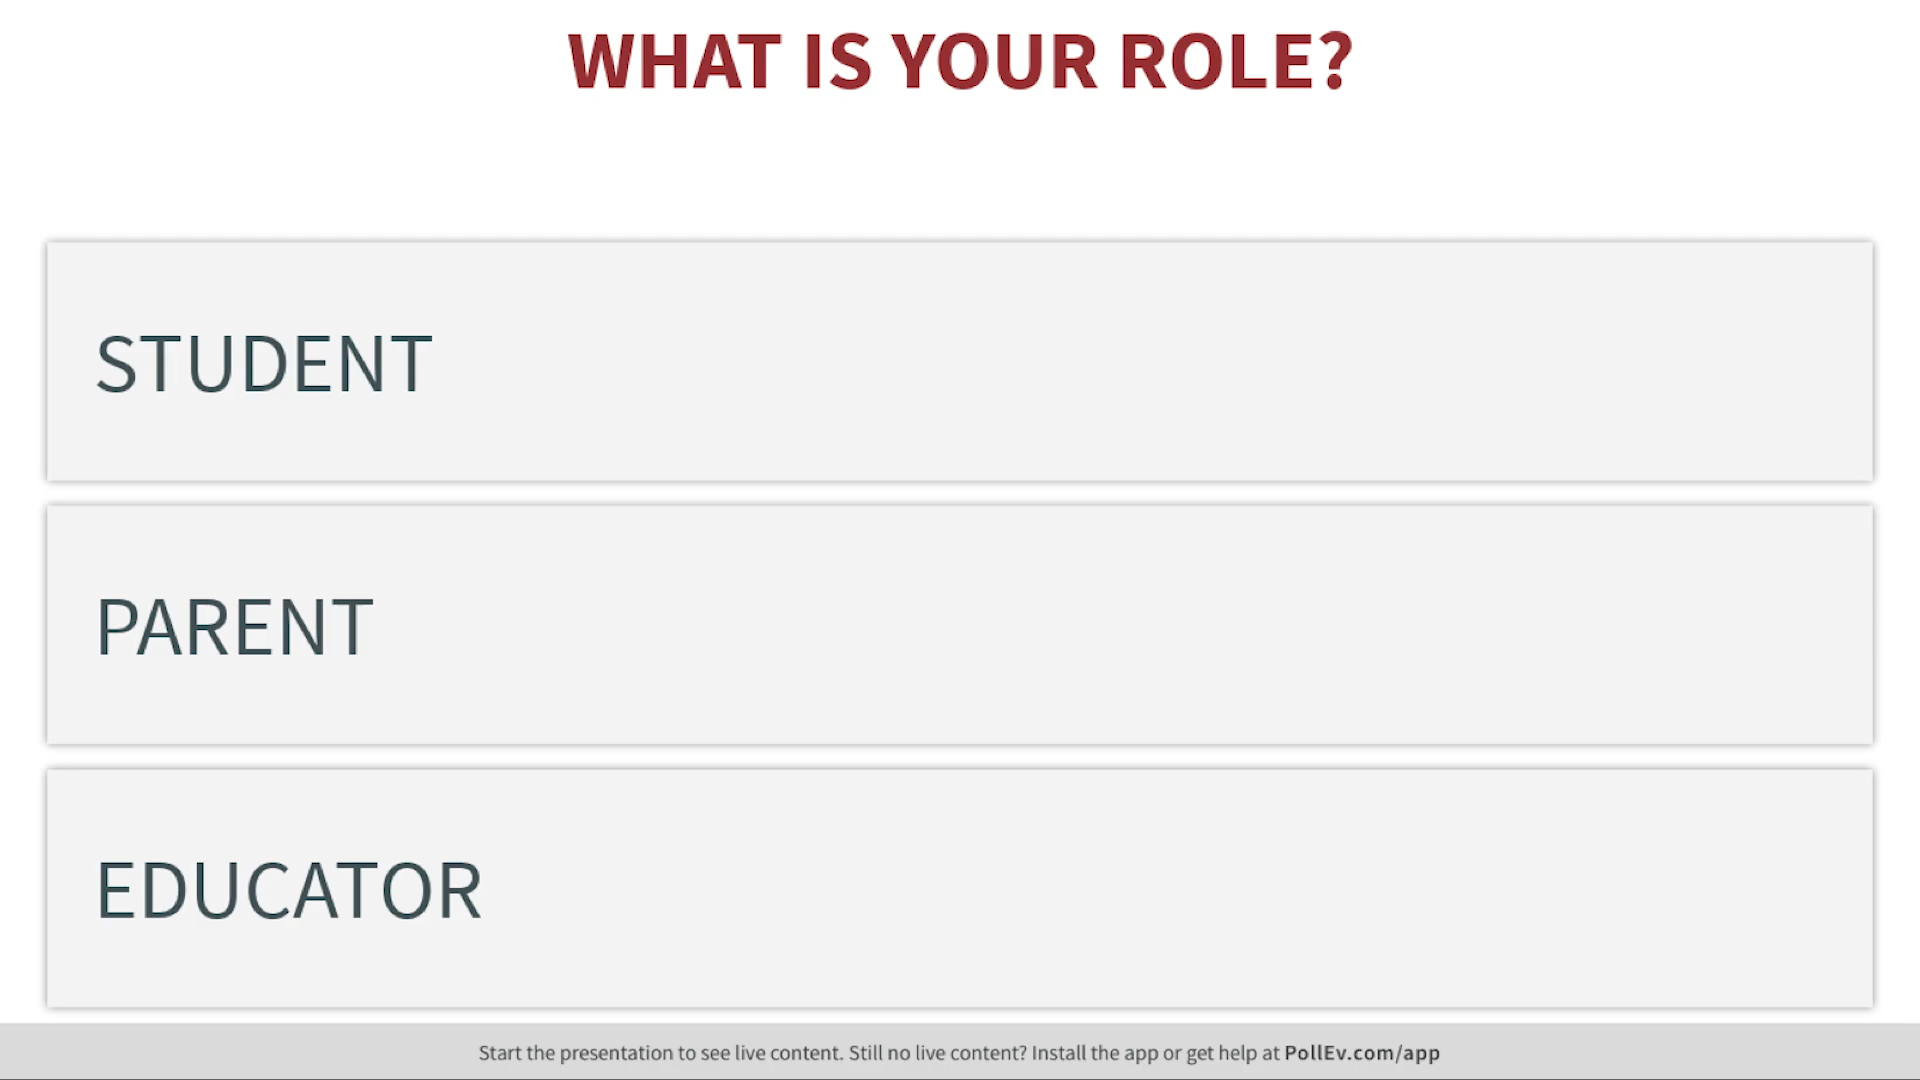 WHAT IS YOUR ROLE?
STUDENT
PARENT
EDUCATOR
Start the presentation to see live content. Still no live content? Install the app or get help at PollEv.com/app